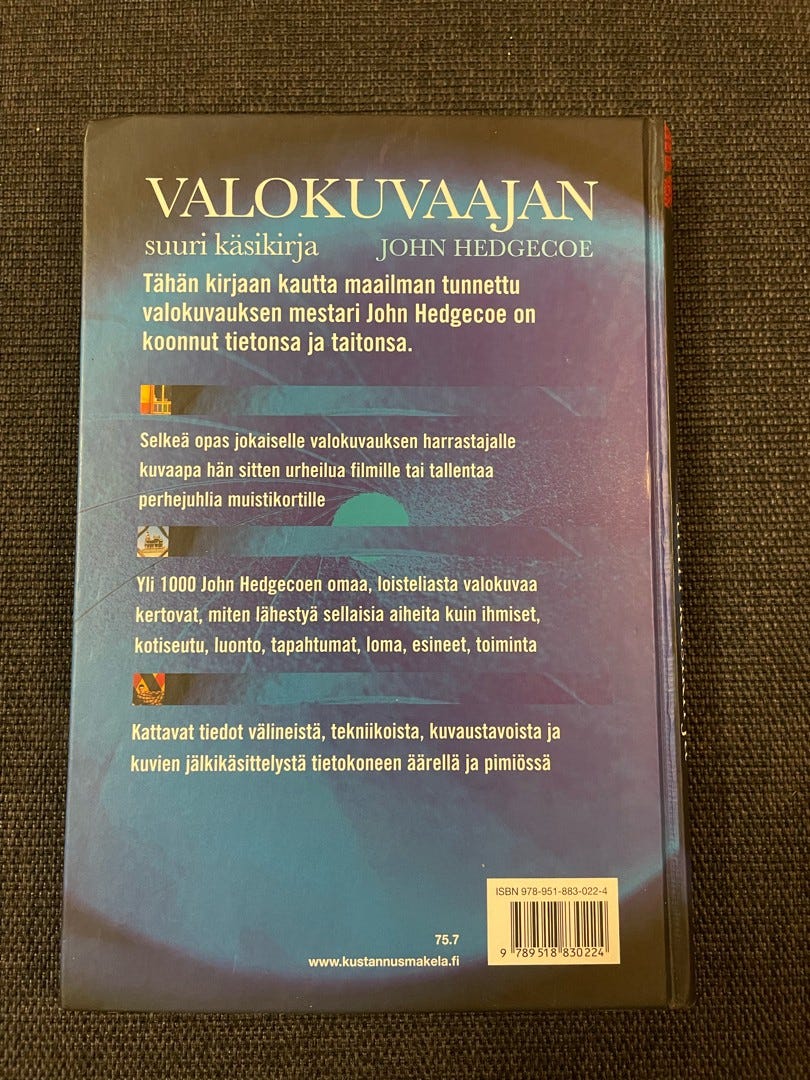 VALOKUVAAJAN
suuri käsikirja JOHN HEDGECOE
Tähän kirjaan kautta maailman tunnettu
valokuvauksen mestari John Hedgecoe on
koonnut tietonsa ja taitonsa.
Selkeä opas jokaiselle valokuvauksen harrastajalle
kuvaapa hän sitten urheilua filmille tai tallentaa
perhejuhlia muistikortille
Yli 1000 John Hedgecoen omaa, loisteliasta valokuvaa
kertovat, miten lähestyä sellaisia aiheita kuin ihmiset,
kotiseutu, luonto, tapahtumat, loma, esineet, toiminta
Kattavat tiedot välineistä, tekniikoista, kuvaustavoista ja
kuvien jälkikäsittelystä tietokoneen äärellä ja pimiössä
ISBN 978-951-883-022-4
9 789518 830224
75.7
www.kustannusmakela.fi